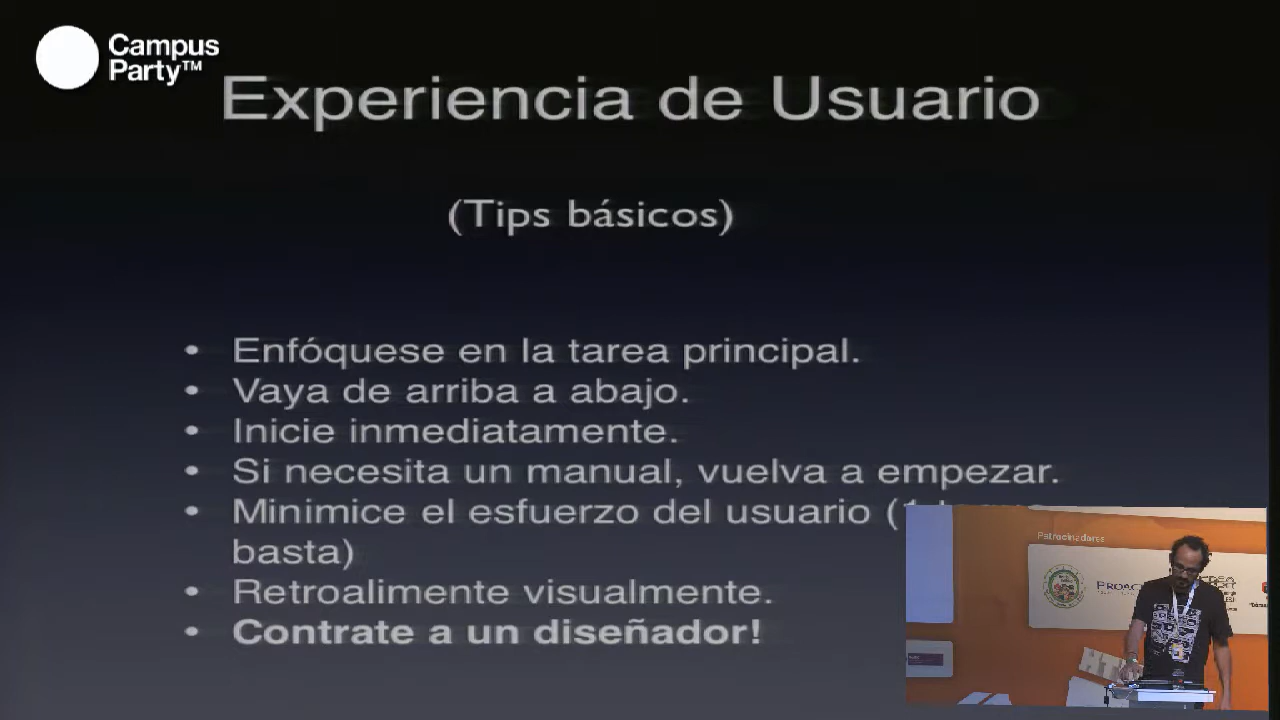 Campus
Party™
Experiencia de Usuario
(Tips básicos)
• Enfóquese en la tarea principal.
• Vaya de arriba a abajo.
• Inicie inmediatamente.
• Si necesita un manual, vuelva a empezar.
• Minimice el esfuerzo del usuario (1
basta)
• Retroalimente visualmente.
• Contrate a un diseñador!
Patrocinadores